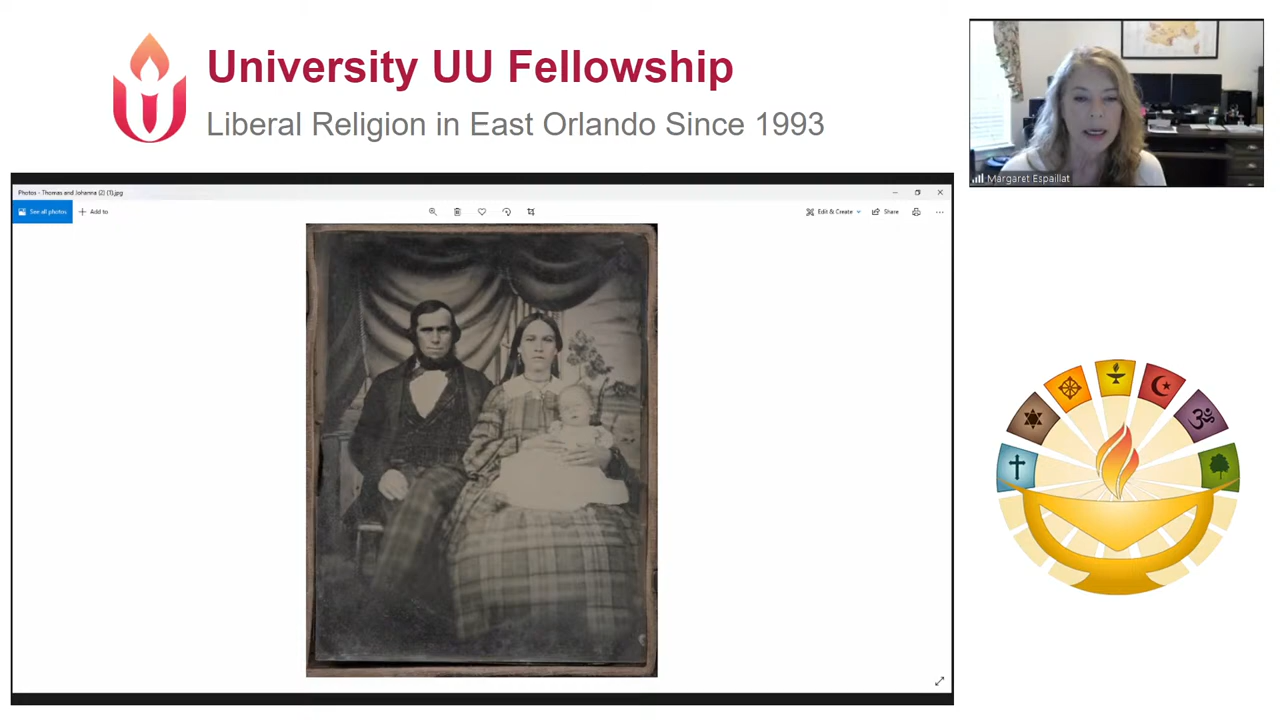 University UU Fellowship
Liberal Religion in East Orlando Since 1993
Margaret Espaillat
Photos - Thomas and Johanna (2) (1).jpg
See all photos
Add to
Edit & Create
Share